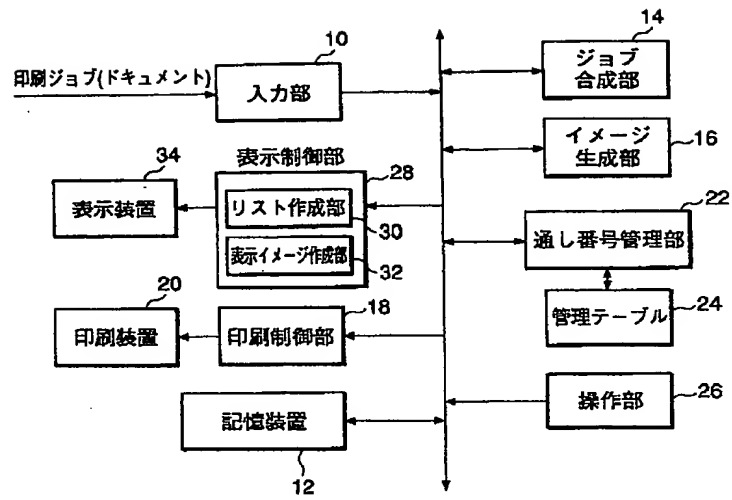 14
10
ジョブ
合成部
印刷ジョブ(ドキュメント)
入力部
イメージ
生成部
16
表示制御部
34
28
22
表示装置
リスト作成部
30
通し番号管理部
表示イメージ作成部
32
20
18
24
印刷装置
印刷制御部
管理テーブル
操作部
26
記憶装置
12